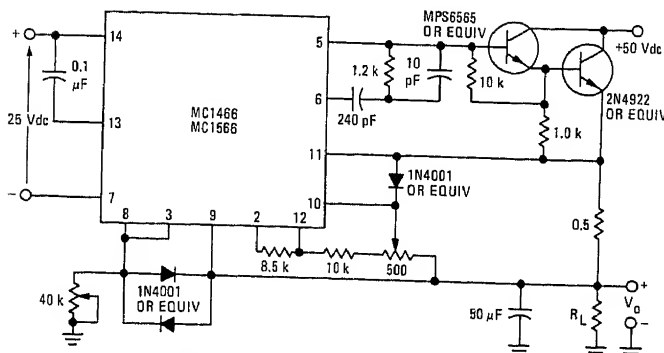 MPS6565
OR EQUIV
+50 Vdc
+
14
0.1
μF
25 Vdc
13
−
7
MC1466
MC1566
5
1.2 k
10
pF
10 k
6
240 pF
2N4922
OR EQUIV
1.0 k
11
1N4001
OR EQUIV
10
8
3
9
2
12
8.5 k
10 k
500
0.5
40 k
1N4001
OR EQUIV
50 μF
RL
+
Vo
−